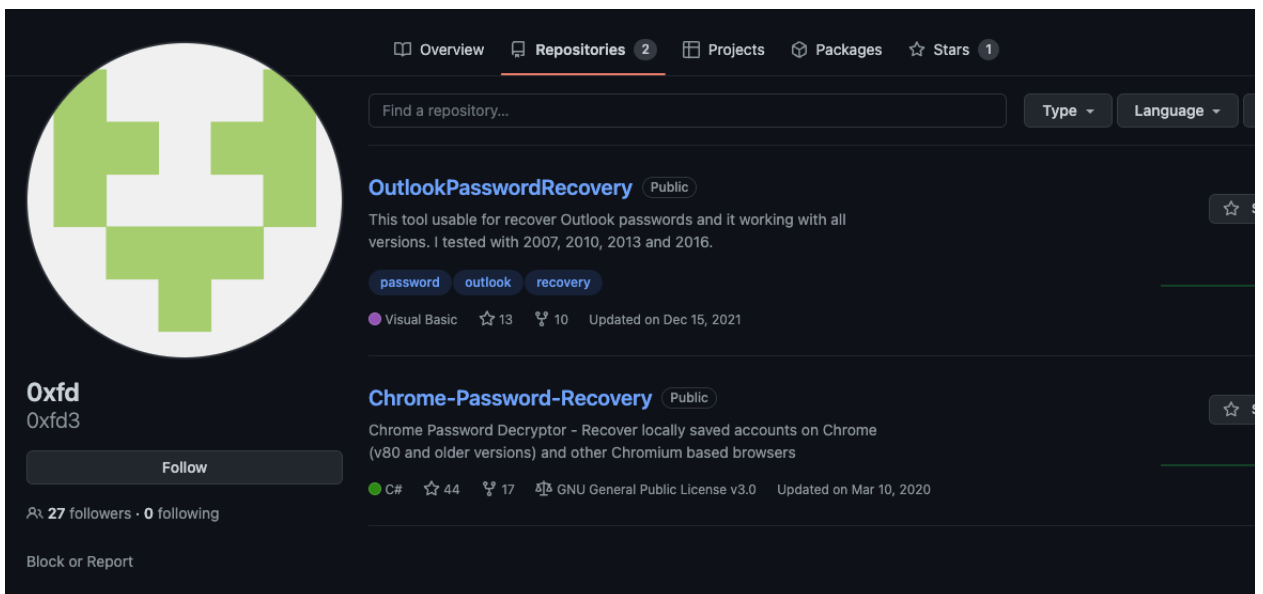 Overview Repositories 2 Projects Packages Stars 1
Find a repository...
Type Language
OutlookPasswordRecovery Public
This tool usable for recover Outlook passwords and it working with all
versions. I tested with 2007, 2010, 2013 and 2016.
password outlook recovery
Visual Basic 13 10 Updated on Dec 15, 2021
Chrome-Password-Recovery Public
Chrome Password Decryptor - Recover locally saved accounts on Chrome
(v80 and older versions) and other Chromium based browsers
C# 44 17 GNU General Public License v3.0 Updated on Mar 10, 2020
0xfd
0xfd3
Follow
27 followers · 0 following
Block or Report